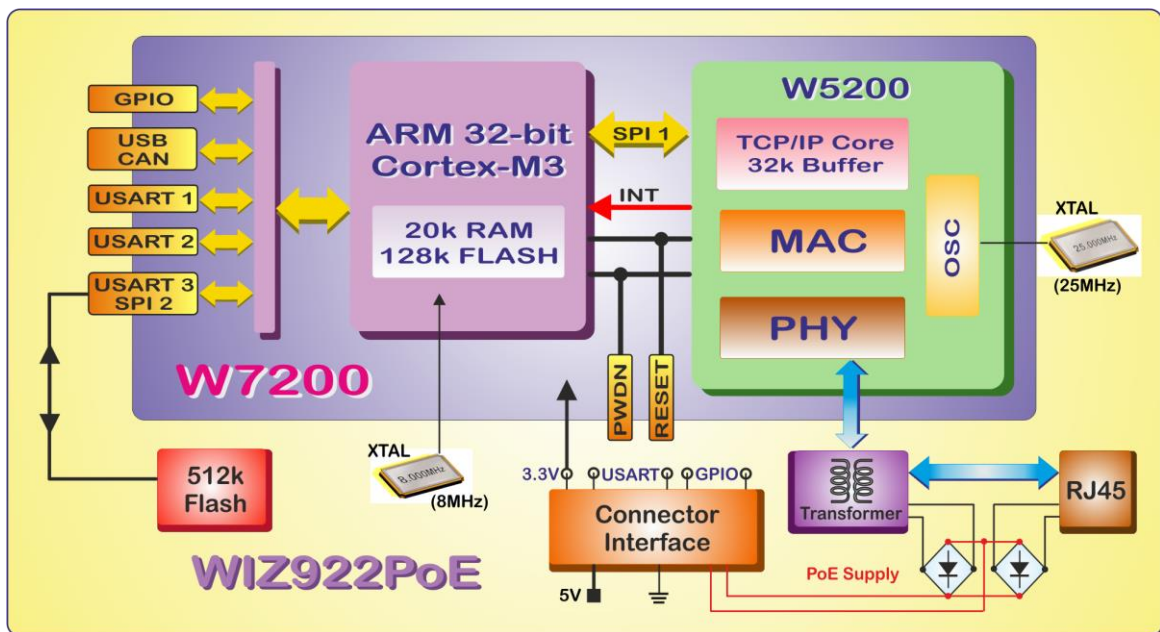 GPIO
USB
CAN
USART 1
USART 2
USART 3
SPI 2
ARM 32-bit
Cortex-M3
20k RAM
128k FLASH
SPI 1
INT
W5200
TCP/IP Core
32k Buffer
MAC
PHY
OSC
XTAL
25.000MHz
(25MHz)
W7200
PWDN
RESET
512k
Flash
XTAL
8.000MHz
(8MHz)
3.3V
USART
GPIO
Connector
Interface
5V
Transformer
RJ45
PoE Supply
WIZ922PoE